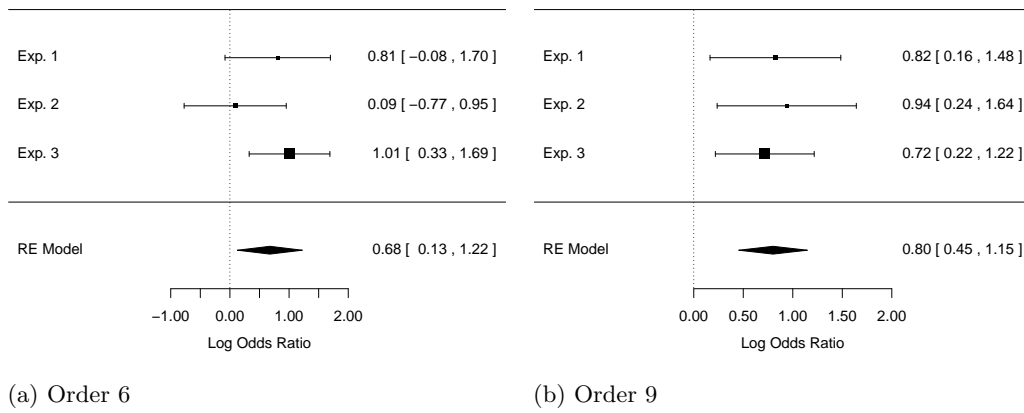 Exp. 1 0.81 [ −0.08 , 1.70 ]
Exp. 2 0.09 [ −0.77 , 0.95 ]
Exp. 3 1.01 [ 0.33 , 1.69 ]
RE Model 0.68 [ 0.13 , 1.22 ]
−1.00 0.00 1.00 2.00
Log Odds Ratio
(a) Order 6
Exp. 1 0.82 [ 0.16 , 1.48 ]
Exp. 2 0.94 [ 0.24 , 1.64 ]
Exp. 3 0.72 [ 0.22 , 1.22 ]
RE Model 0.80 [ 0.45 , 1.15 ]
0.00 0.50 1.00 1.50 2.00
Log Odds Ratio
(b) Order 9